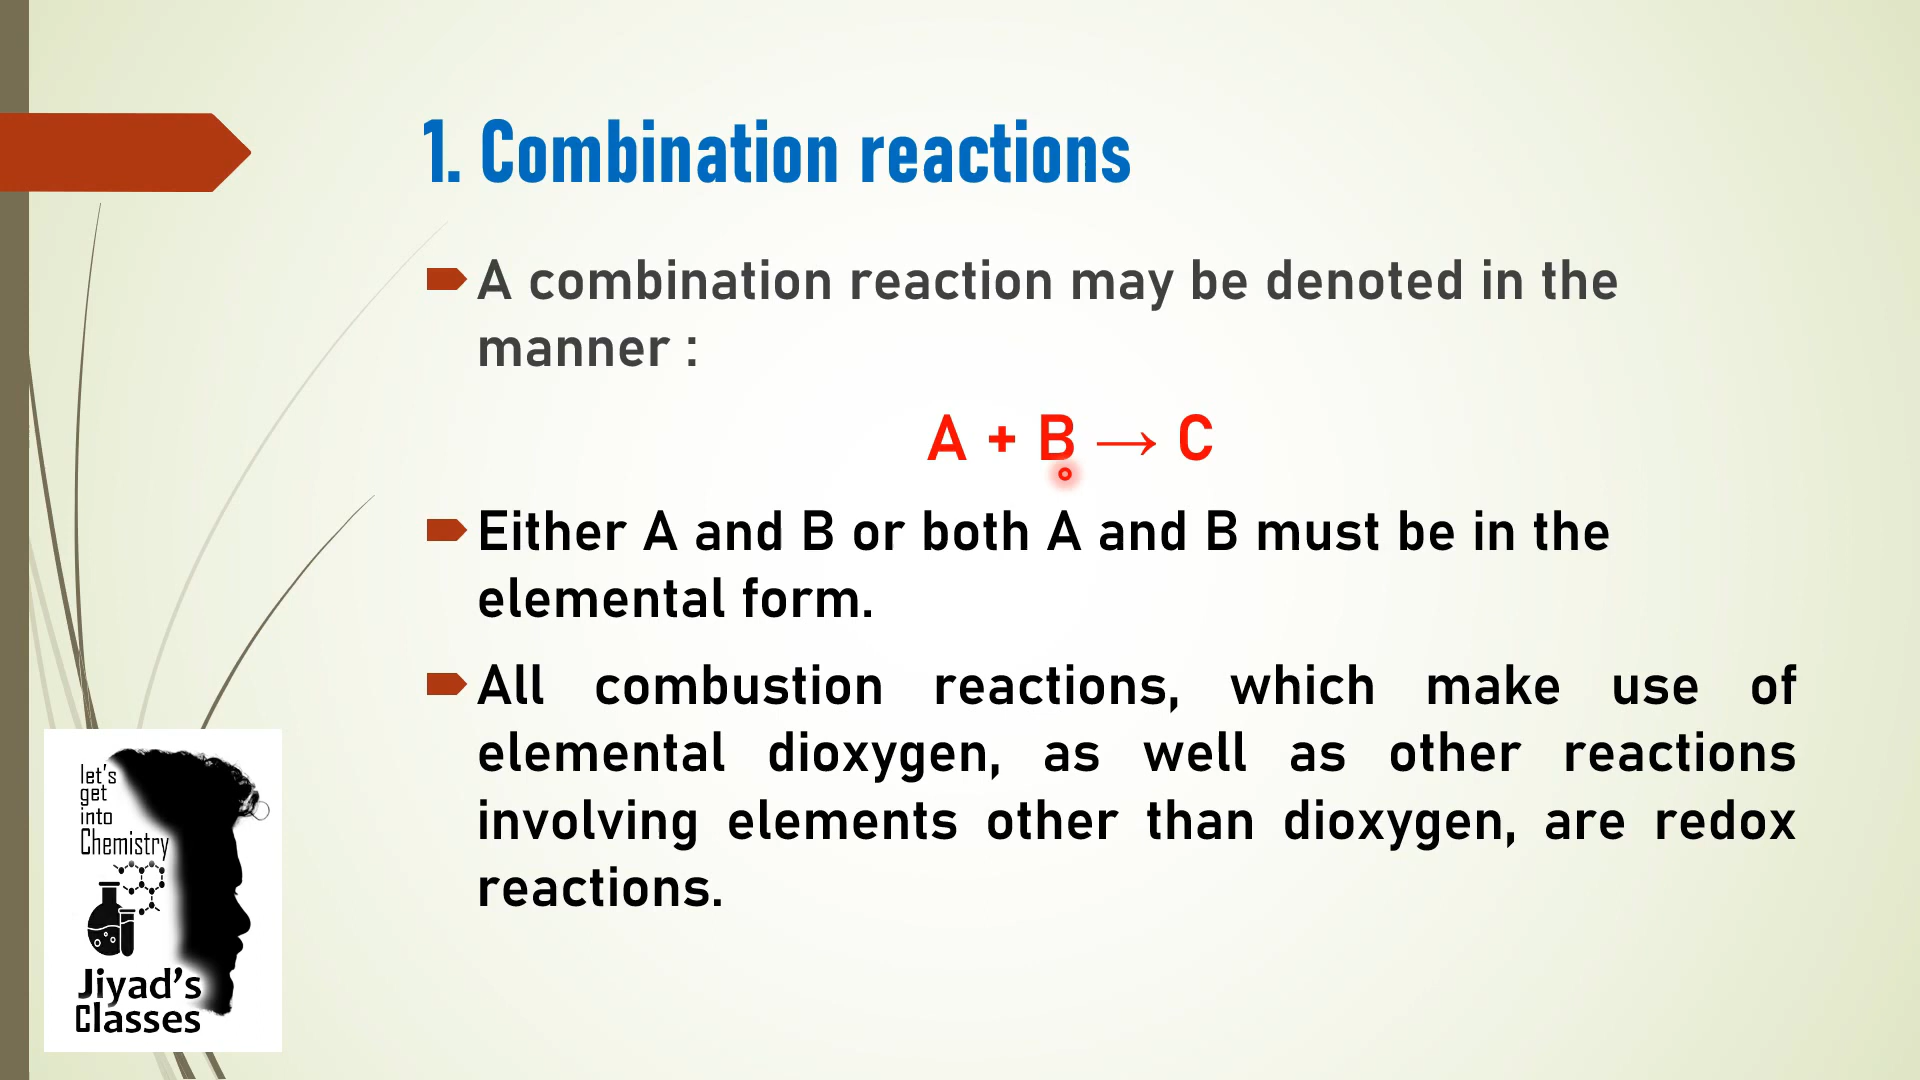 1. Combination reactions
A combination reaction may be denoted in the
manner :
A + B → C
Either A and B or both A and B must be in the
elemental form.
All combustion reactions, which make use of
elemental dioxygen, as well as other reactions
involving elements other than dioxygen, are redox
reactions.
let's
get
into
Chemistry
Jiyad's
Classes